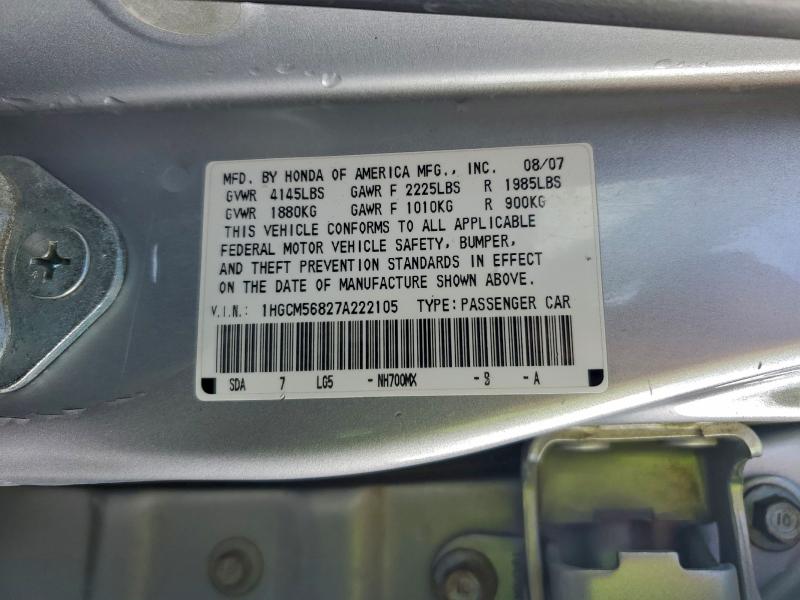 MFD. BY HONDA OF AMERICA MFG., INC. 08/07
GVWR 4145LBS GAWR F 2225LBS R 1985LBS
GVWR 1880KG GAWR F 1010KG R 900KG
THIS VEHICLE CONFORMS TO ALL APPLICABLE
FEDERAL MOTOR VEHICLE SAFETY, BUMPER,
AND THEFT PREVENTION STANDARDS IN EFFECT
ON THE DATE OF MANUFACTURE SHOWN ABOVE.
V.I.N.: 1HGCM56827A222105 TYPE: PASSENGER CAR
SDA 7 LG5 -NH700MX - - A
10